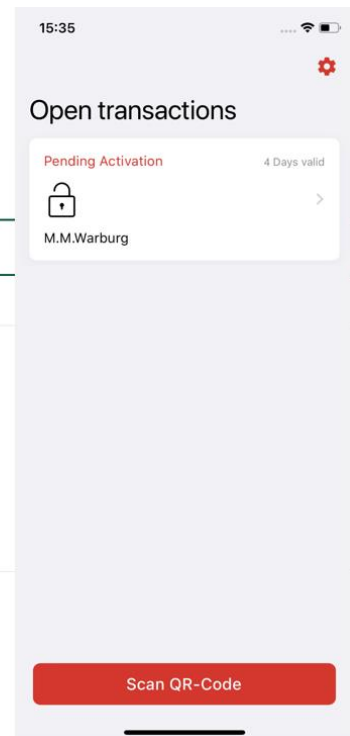 15:35
Open transactions
Pending Activation
4 Days valid
M.M.Warburg
Scan QR-Code